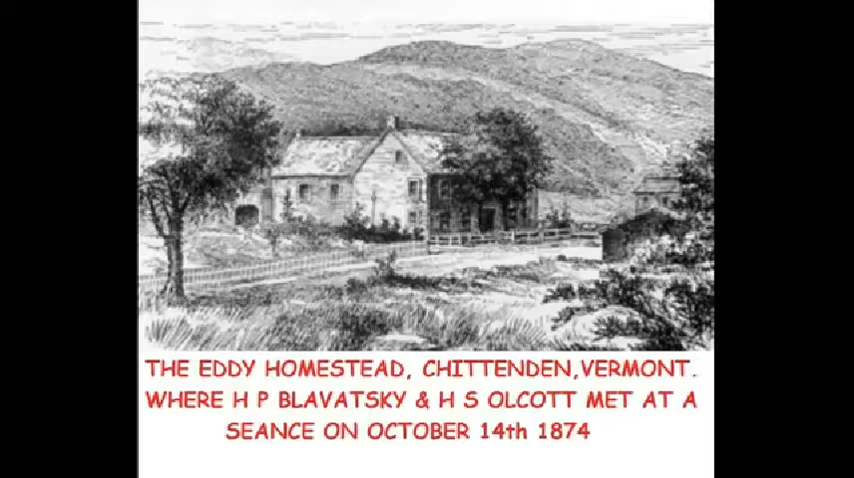 THE EDDY HOMESTEAD, CHITTENDEN,VERMONT.
WHERE H P BLAVATSKY & H S OLCOTT MET AT A
SEANCE ON OCTOBER 14th 1874